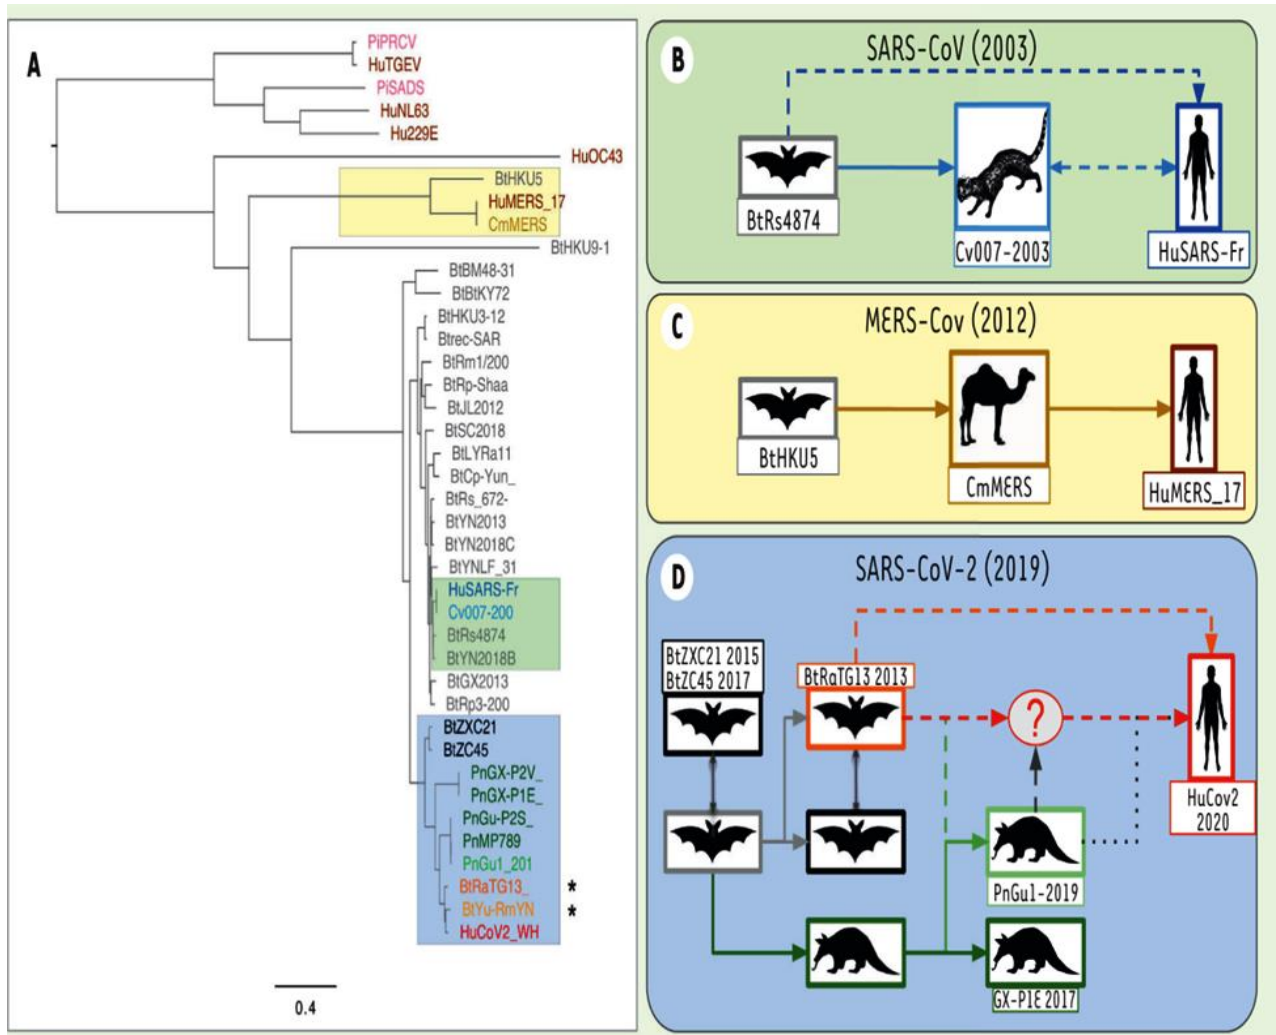 A
PiPRCV
HuTGEV
PiSADS
HuNL63
Hu229E
HuOC43
BtHKU5
HuMERS_17
CmMERS
BtHKU9-1
BtBM48-31
BtBtKY72
BtHKU3-12
Btrec-SAR
BtRm1/200
BtRp-Shaa
BtJL2012
BtSC2018
BtLYRa11
BtCp-Yun_
BtRs_672-
BtYN2013
BtYN2018C
BtYNLF_31
HuSARS-Fr
Cv007-200
BtRs4874
BtYN2018B
BtGX2013
BtRp3-200
BtZXC21
BtZC45
PnGX-P2V_
PnGX-P1E_
PnGu-P2S_
PnMP789
PnGu1_201
BtRaTG13_ *
BtYu-RmYN *
HuCoV2_WH
0.4
B
SARS-CoV (2003)
BtRs4874
Cv007-2003
HuSARS-Fr
C
MERS-Cov (2012)
BtHKU5
CmMERS
HuMERS_17
D
SARS-CoV-2 (2019)
BtZXC21 2015
BtZC45 2017
BtRaTG13 2013
?
HuCov2
2020
PnGu1-2019
GX-P1E 2017